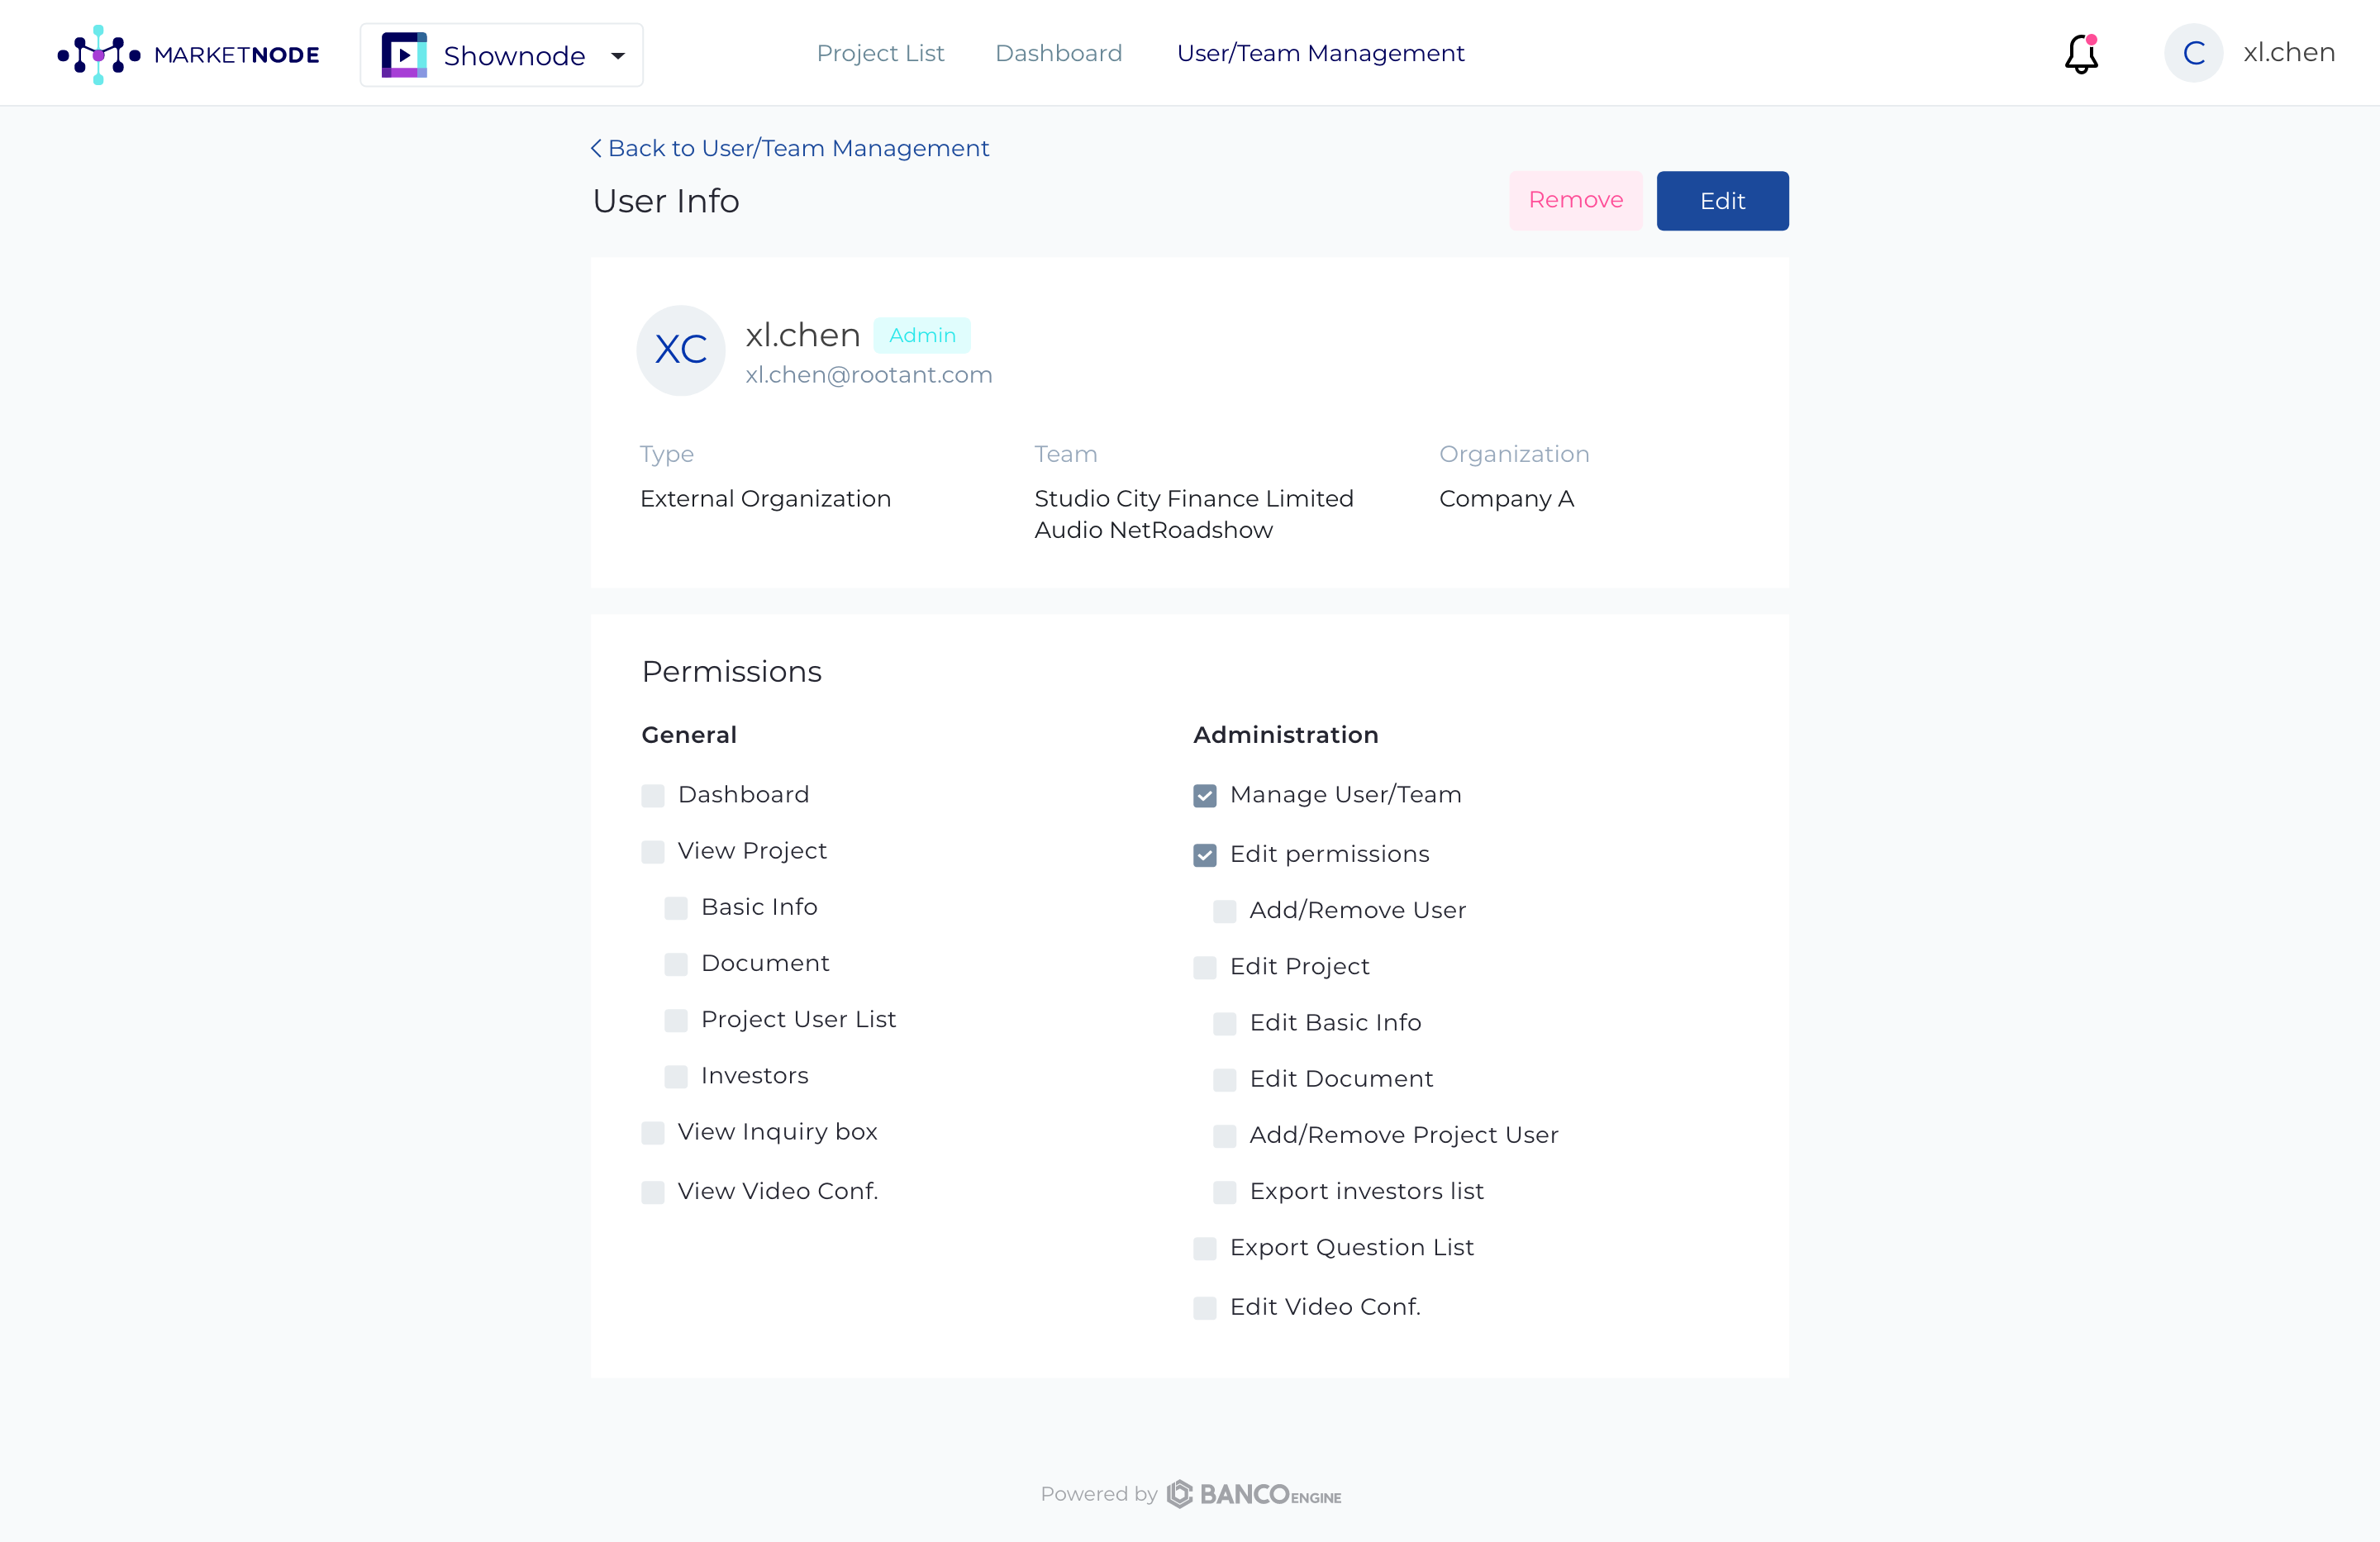 MARKETNODE
Shownode
Project List
Dashboard
User/Team Management
C
xl.chen
Back to User/Team Management
User Info
Remove
Edit
XC
xl.chen
Admin
xl.chen@rootant.com
Type
External Organization
Team
Studio City Finance Limited
Audio NetRoadshow
Organization
Company A
Permissions
General
Dashboard
View Project
Basic Info
Document
Project User List
Investors
View Inquiry box
View Video Conf.
Administration
Manage User/Team
Edit permissions
Add/Remove User
Edit Project
Edit Basic Info
Edit Document
Add/Remove Project User
Export investors list
Export Question List
Edit Video Conf.
Powered by BANCO ENGINE